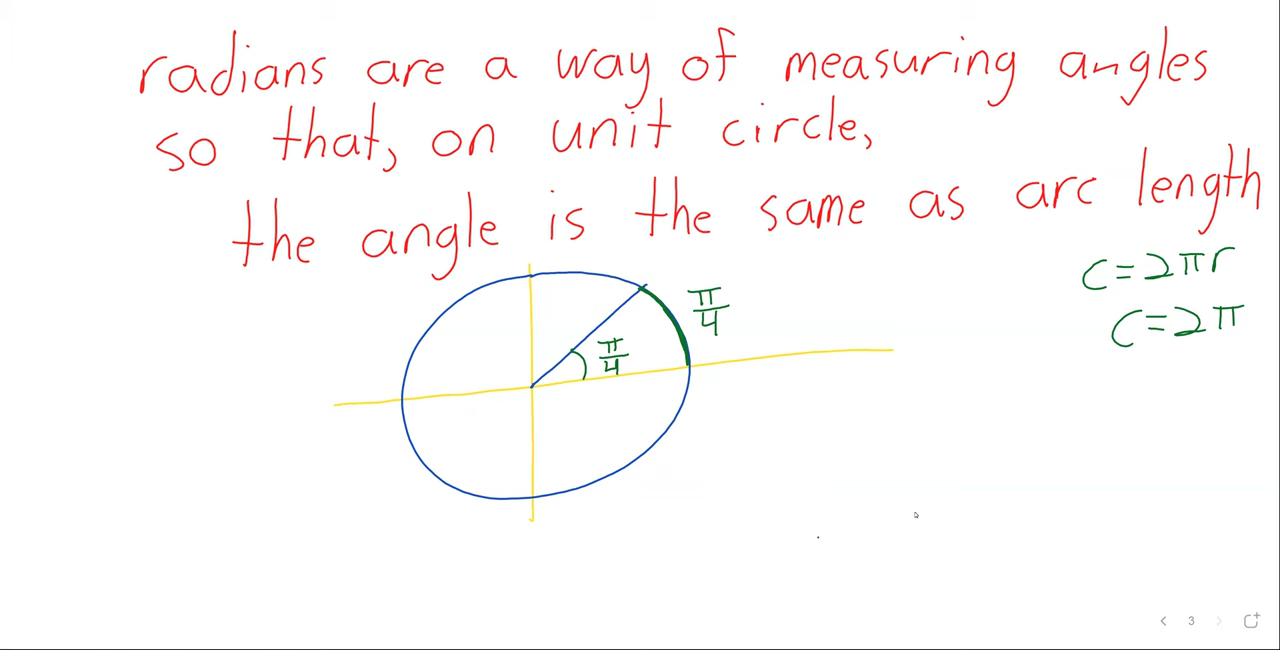 radians are a way of measuring angles
so that, on unit circle,
the angle is the same as arc length
C = 2πr
C = 2π
π/4
π/4
3